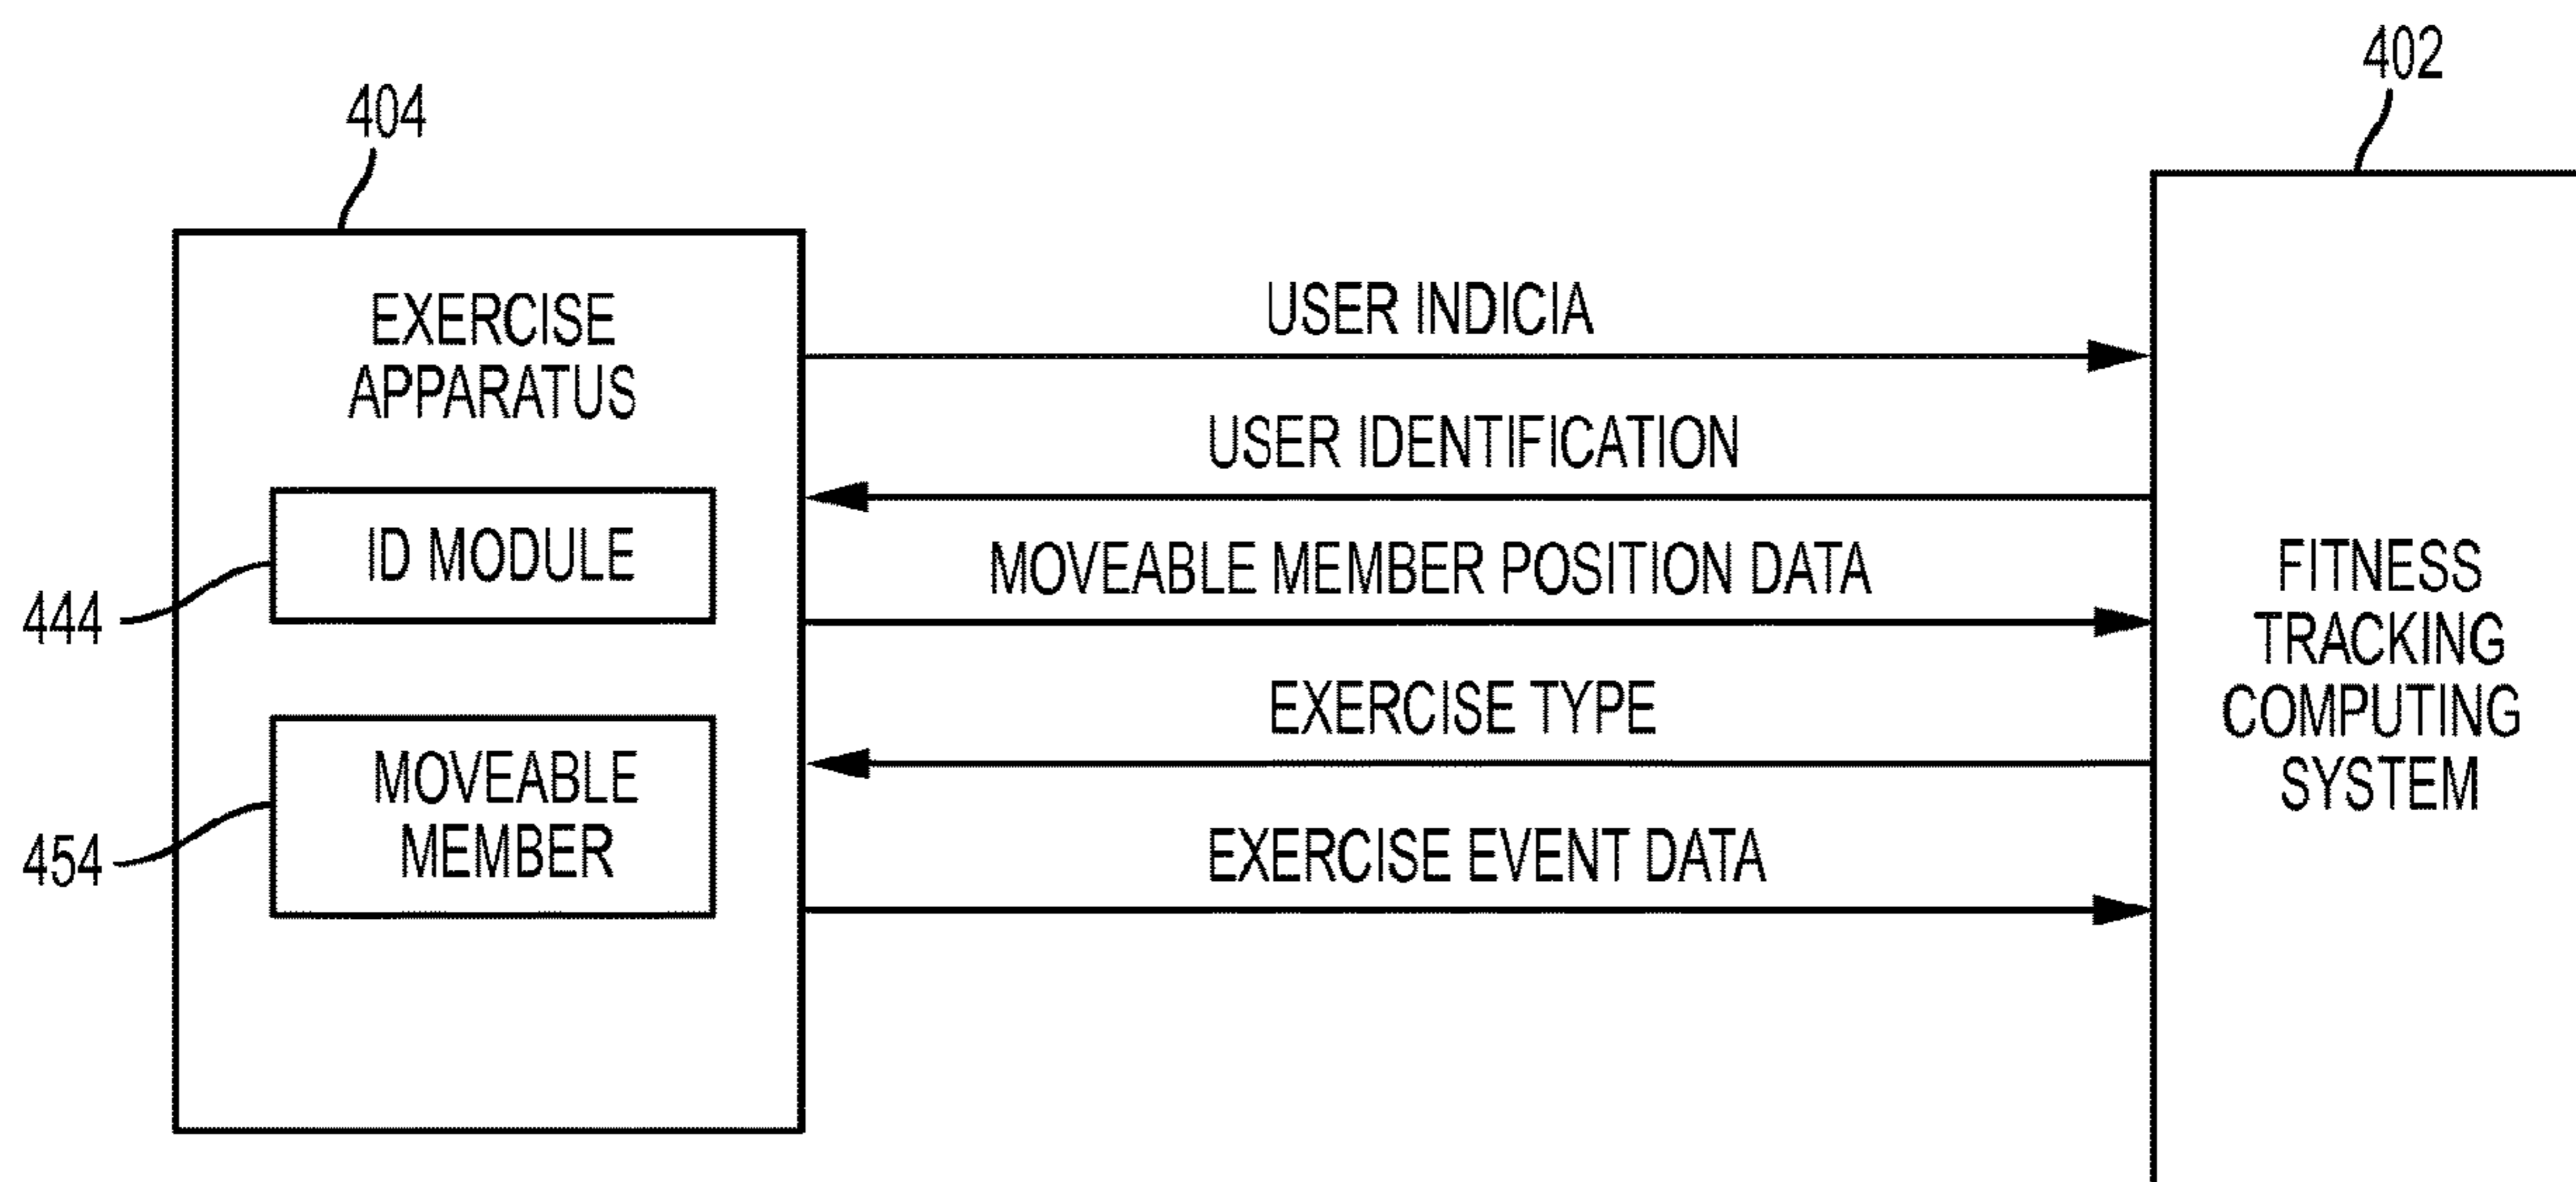 402
404
EXERCISE
APPARATUS
USER INDICIA
USER IDENTIFICATION
ID MODULE
MOVEABLE MEMBER POSITION DATA
444
EXERCISE TYPE
MOVEABLE
MEMBER
454
EXERCISE EVENT DATA
FITNESS
TRACKING
COMPUTING
SYSTEM